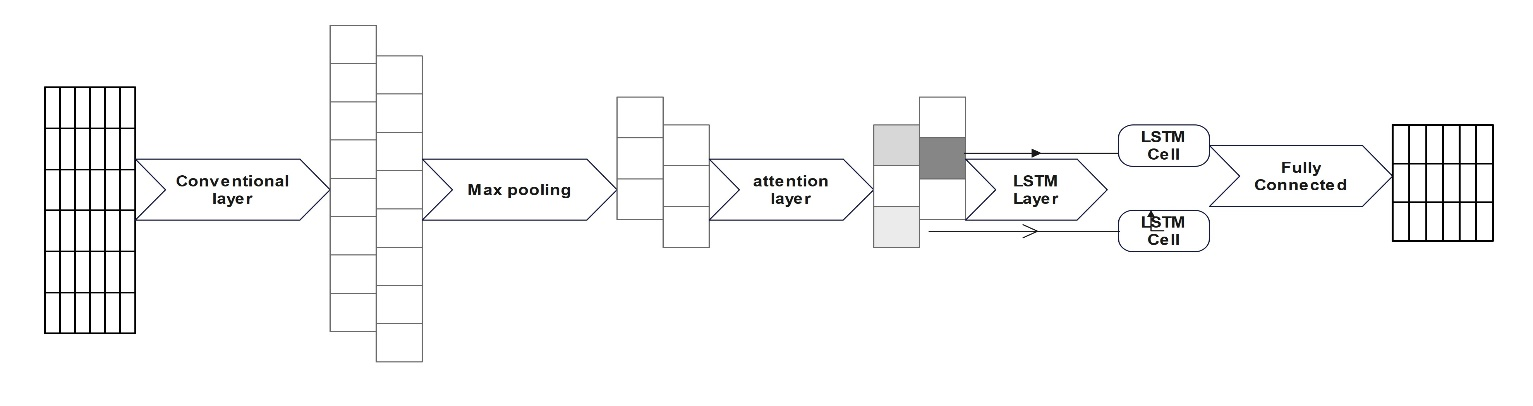 Conventional
layer
Max pooling
attention
layer
LSTM
Layer
LSTM
Cell
LSTM
Cell
Fully
Connected